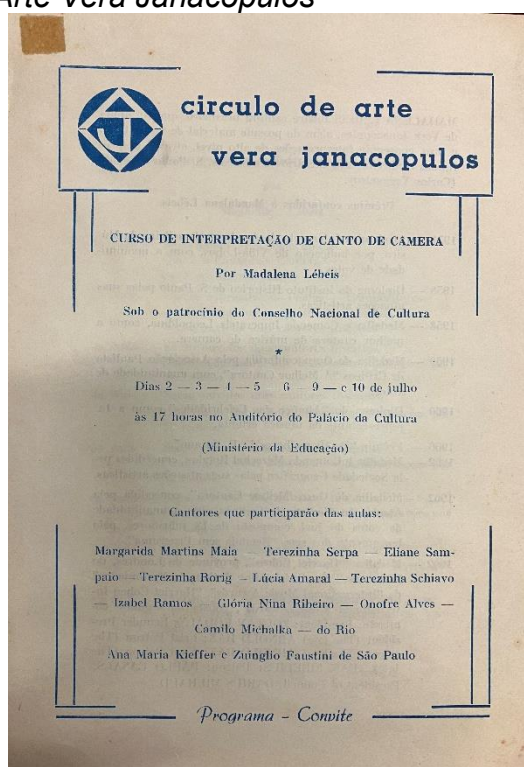 Arte Vera Janacopulos
circulo de arte
vera janacopulos
CURSO DE INTERPRETAÇÃO DE CANTO DE CÂMERA
Por Madalena Lébeis
Sob o patrocínio do Conselho Nacional de Cultura
★
Dias 2 — 3 — 4 — 5 — 6 — 9 — e 10 de julho
às 17 horas no Auditório do Palácio da Cultura
(Ministério da Educação)
Cantores que participarão das aulas:
Margarida Martins Maia — Terezinha Serpa — Eliane Sam-
paio — Terezinha Rorig — Lúcia Amaral — Terezinha Schiavo
— Izabel Ramos — Glória Nina Ribeiro — Onofre Alves —
Camilo Michalka — do Rio
Ana Maria Kieffer e Zuinglio Faustini de São Paulo
Programa - Convite